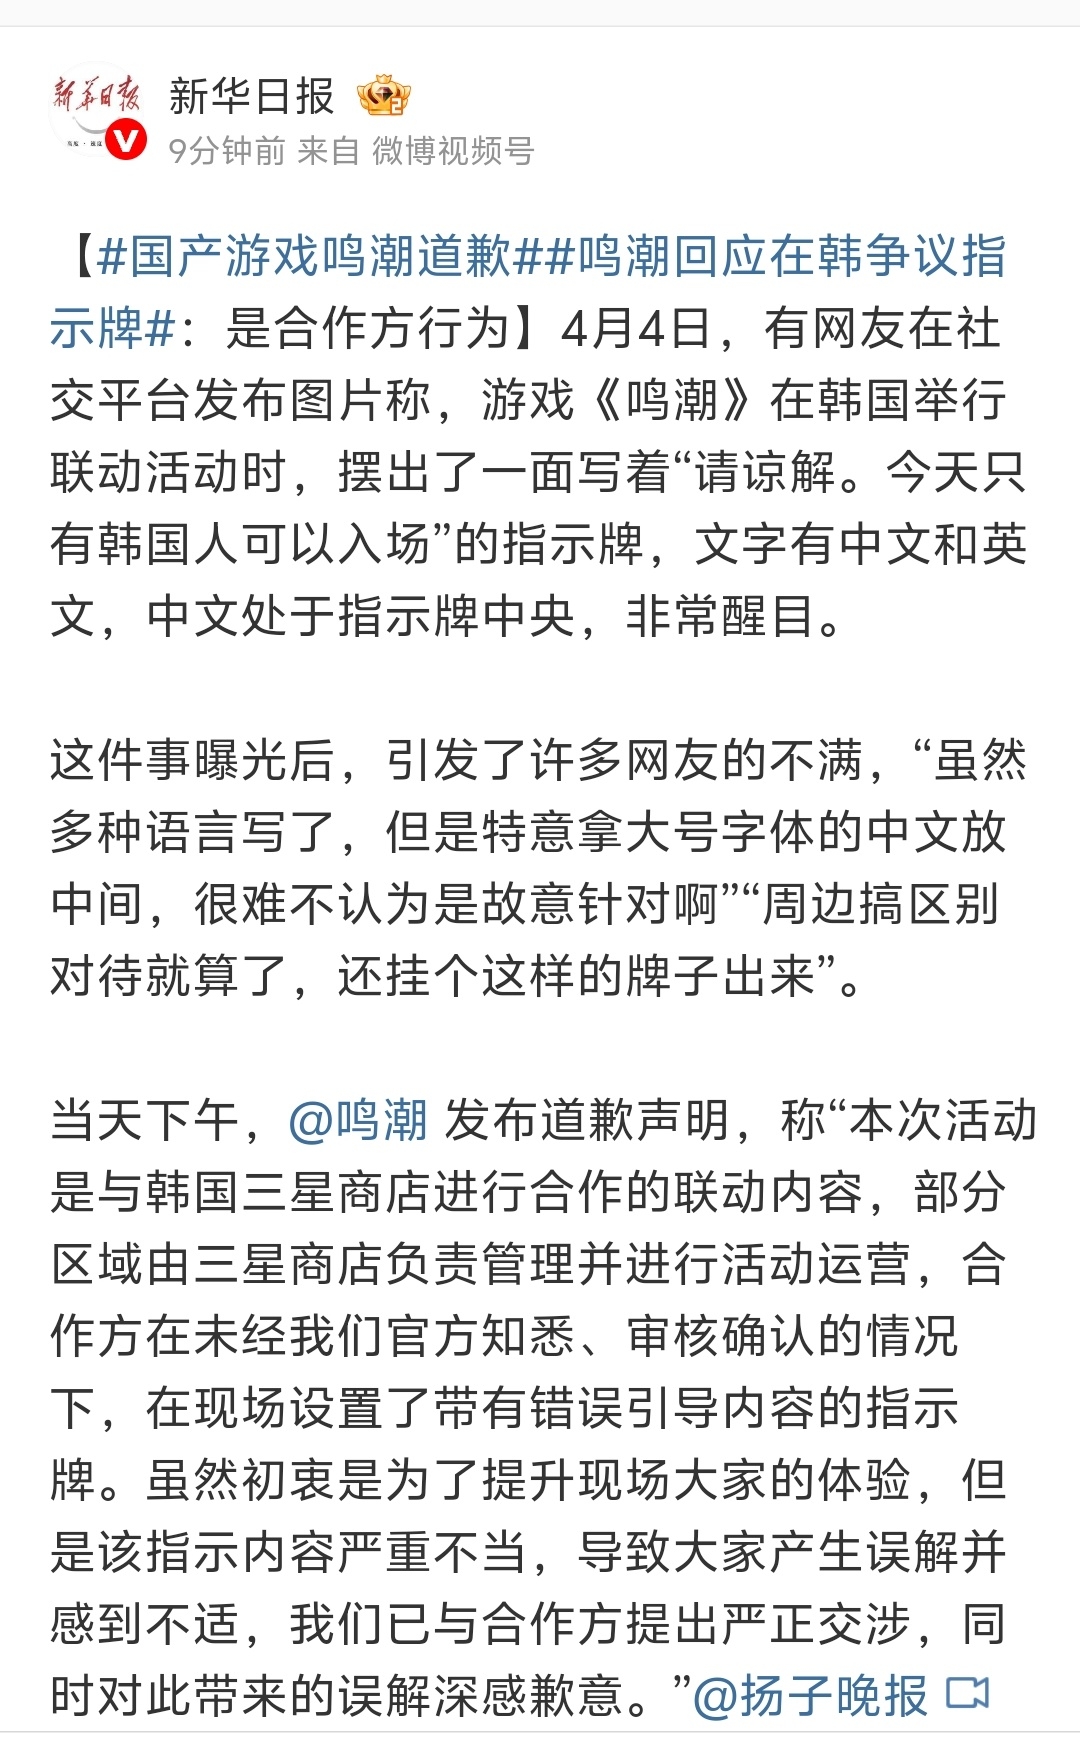 新华日报
新华日报
9分钟前 来自 微博视频号
【#国产游戏鸣潮道歉##鸣潮回应在韩争议指
示牌#：是合作方行为】4月4日，有网友在社
交平台发布图片称，游戏《鸣潮》在韩国举行
联动活动时，摆出了一面写着“请谅解。今天只
有韩国人可以入场”的指示牌，文字有中文和英
文，中文处于指示牌中央，非常醒目。
这件事曝光后，引发了许多网友的不满，“虽然
多种语言写了，但是特意拿大号字体的中文放
中间，很难不认为是故意针对啊”“周边搞区别
对待就算了，还挂个这样的牌子出来”。
当天下午，@鸣潮 发布道歉声明，称“本次活动
是与韩国三星商店进行合作的联动内容，部分
区域由三星商店负责管理并进行活动运营，合
作方在未经我们官方知悉、审核确认的情况
下，在现场设置了带有错误引导内容的指示
牌。虽然初衷是为了提升现场大家的体验，但
是该指示内容严重不当，导致大家产生误解并
感到不适，我们已与合作方提出严正交涉，同
时对此带来的误解深感歉意。”@扬子晚报